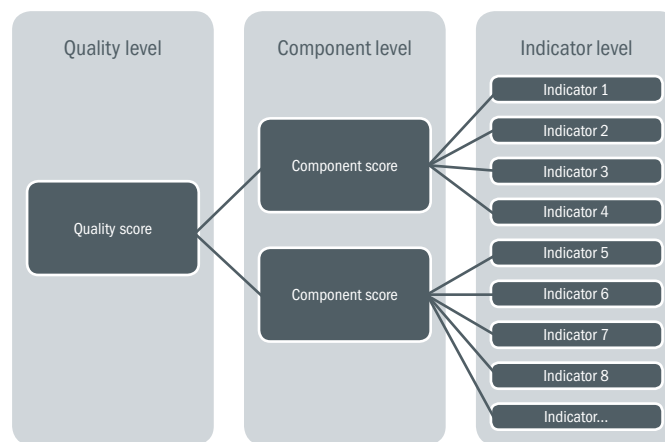 Quality level
Component level
Indicator level
Quality score
Component score
Component score
Indicator 1
Indicator 2
Indicator 3
Indicator 4
Indicator 5
Indicator 6
Indicator 7
Indicator 8
Indicator...